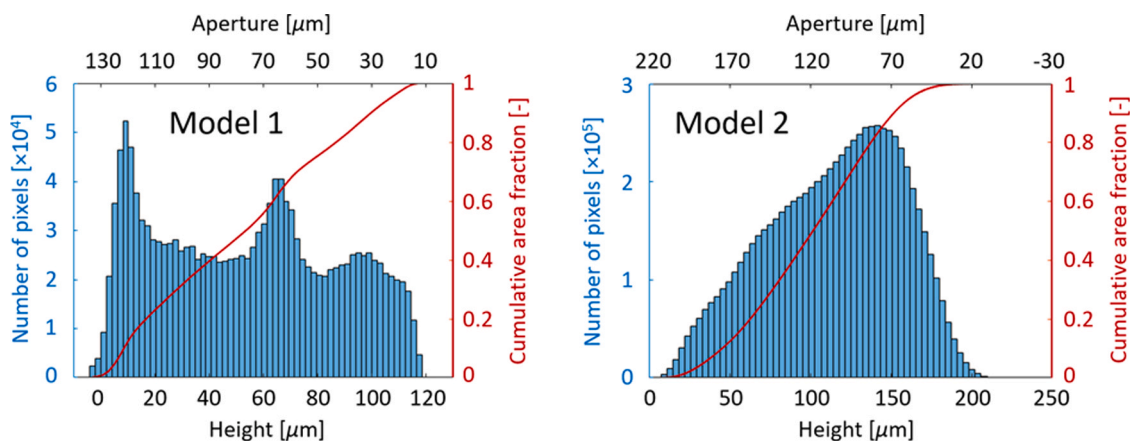 Aperture [μm]
130 110 90 70 50 30 10
Model 1
Number of pixels [×10⁴]
6
5
4
3
2
1
0
Cumulative area fraction [-]
1
0.8
0.6
0.4
0.2
0
0 20 40 60 80 100 120
Height [μm]
Aperture [μm]
220 170 120 70 20 -30
Model 2
Number of pixels [×10⁵]
3
2
1
0
Cumulative area fraction [-]
1
0.8
0.6
0.4
0.2
0
0 50 100 150 200 250
Height [μm]